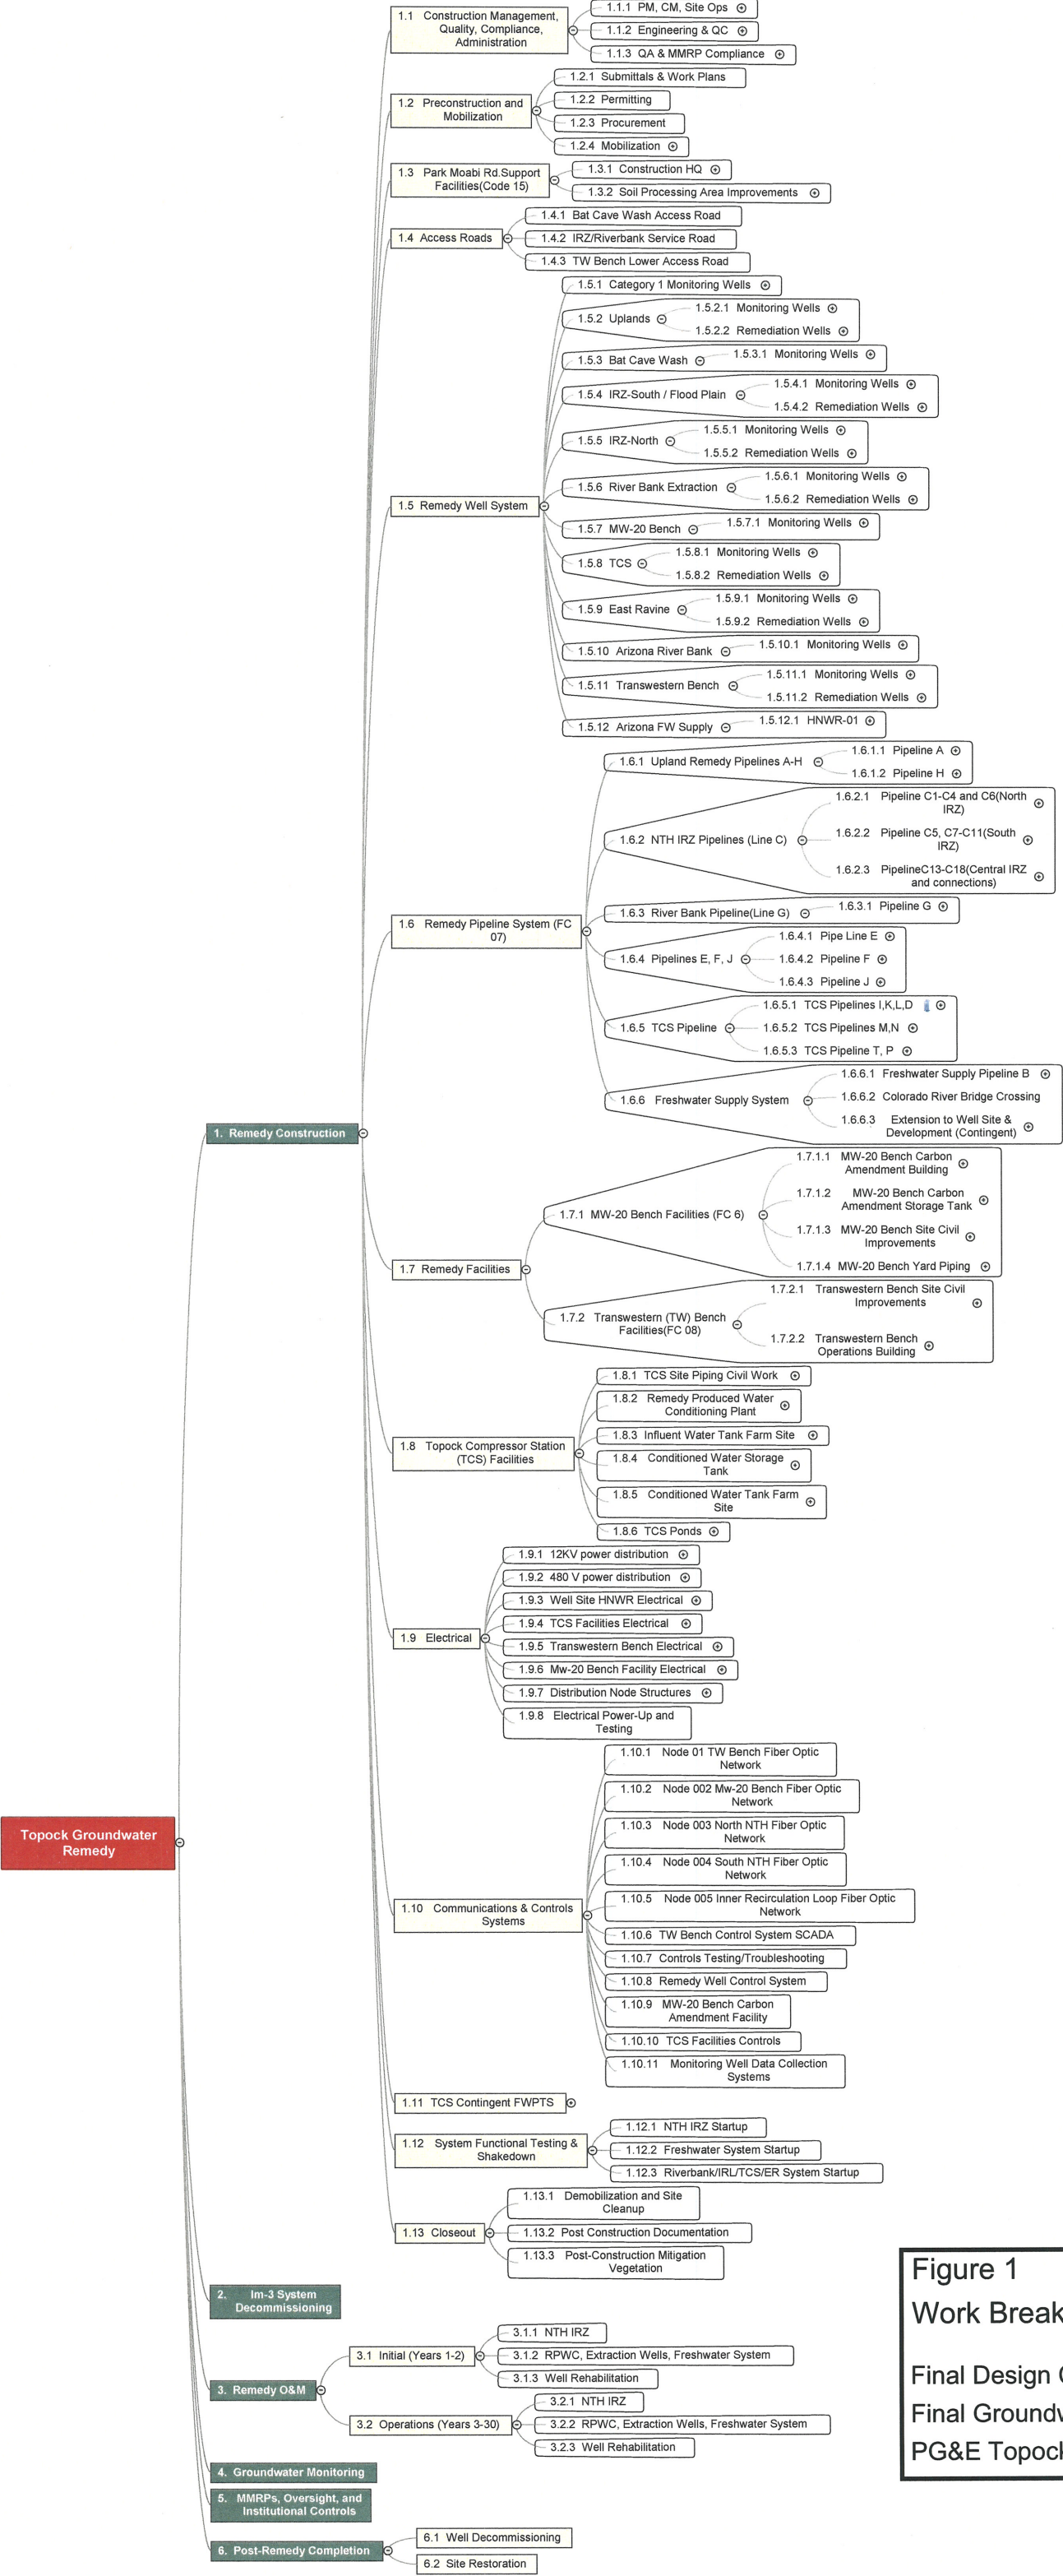 1.1 Construction Management,
Quality, Compliance,
Administration
1.1.1 PM, CM, Site Ops
1.1.2 Engineering & QC
1.1.3 QA & MMRP Compliance
1.2 Preconstruction and
Mobilization
1.2.1 Submittals & Work Plans
1.2.2 Permitting
1.2.3 Procurement
1.2.4 Mobilization
1.3 Park Moabi Rd.Support
Facilities(Code 15)
1.3.1 Construction HQ
1.3.2 Soil Processing Area Improvements
1.4 Access Roads
1.4.1 Bat Cave Wash Access Road
1.4.2 IRZ/Riverbank Service Road
1.4.3 TW Bench Lower Access Road
1.5 Remedy Well System
1.5.1 Category 1 Monitoring Wells
1.5.2 Uplands
1.5.2.1 Monitoring Wells
1.5.2.2 Remediation Wells
1.5.3 Bat Cave Wash
1.5.3.1 Monitoring Wells
1.5.4 IRZ-South / Flood Plain
1.5.4.1 Monitoring Wells
1.5.4.2 Remediation Wells
1.5.5 IRZ-North
1.5.5.1 Monitoring Wells
1.5.5.2 Remediation Wells
1.5.6 River Bank Extraction
1.5.6.1 Monitoring Wells
1.5.6.2 Remediation Wells
1.5.7 MW-20 Bench
1.5.7.1 Monitoring Wells
1.5.8 TCS
1.5.8.1 Monitoring Wells
1.5.8.2 Remediation Wells
1.5.9 East Ravine
1.5.9.1 Monitoring Wells
1.5.9.2 Remediation Wells
1.5.10 Arizona River Bank
1.5.10.1 Monitoring Wells
1.5.11 Transwestern Bench
1.5.11.1 Monitoring Wells
1.5.11.2 Remediation Wells
1.5.12 Arizona FW Supply
1.5.12.1 HNWR-01
1.6 Remedy Pipeline System (FC
07)
1.6.1 Upland Remedy Pipelines A-H
1.6.1.1 Pipeline A
1.6.1.2 Pipeline H
1.6.2 NTH IRZ Pipelines (Line C)
1.6.2.1 Pipeline C1-C4 and C6(North
IRZ)
1.6.2.2 Pipeline C5, C7-C11(South
IRZ)
1.6.2.3 PipelineC13-C18(Central IRZ
and connections)
1.6.3 River Bank Pipeline(Line G)
1.6.3.1 Pipeline G
1.6.4 Pipelines E, F, J
1.6.4.1 Pipe Line E
1.6.4.2 Pipeline F
1.6.4.3 Pipeline J
1.6.5 TCS Pipeline
1.6.5.1 TCS Pipelines I,K,L,D
1.6.5.2 TCS Pipelines M,N
1.6.5.3 TCS Pipeline T, P
1.6.6 Freshwater Supply System
1.6.6.1 Freshwater Supply Pipeline B
1.6.6.2 Colorado River Bridge Crossing
1.6.6.3 Extension to Well Site &
Development (Contingent)
1. Remedy Construction
1.7 Remedy Facilities
1.7.1 MW-20 Bench Facilities (FC 6)
1.7.1.1 MW-20 Bench Carbon
Amendment Building
1.7.1.2 MW-20 Bench Carbon
Amendment Storage Tank
1.7.1.3 MW-20 Bench Site Civil
Improvements
1.7.1.4 MW-20 Bench Yard Piping
1.7.2 Transwestern (TW) Bench
Facilities(FC 08)
1.7.2.1 Transwestern Bench Site Civil
Improvements
1.7.2.2 Transwestern Bench
Operations Building
1.8 Topock Compressor Station
(TCS) Facilities
1.8.1 TCS Site Piping Civil Work
1.8.2 Remedy Produced Water
Conditioning Plant
1.8.3 Influent Water Tank Farm Site
1.8.4 Conditioned Water Storage
Tank
1.8.5 Conditioned Water Tank Farm
Site
1.8.6 TCS Ponds
1.9 Electrical
1.9.1 12KV power distribution
1.9.2 480 V power distribution
1.9.3 Well Site HNWR Electrical
1.9.4 TCS Facilities Electrical
1.9.5 Transwestern Bench Electrical
1.9.6 Mw-20 Bench Facility Electrical
1.9.7 Distribution Node Structures
1.9.8 Electrical Power-Up and
Testing
Topock Groundwater
Remedy
1.10 Communications & Controls
Systems
1.10.1 Node 01 TW Bench Fiber Optic
Network
1.10.2 Node 002 Mw-20 Bench Fiber Optic
Network
1.10.3 Node 003 North NTH Fiber Optic
Network
1.10.4 Node 004 South NTH Fiber Optic
Network
1.10.5 Node 005 Inner Recirculation Loop Fiber Optic
Network
1.10.6 TW Bench Control System SCADA
1.10.7 Controls Testing/Troubleshooting
1.10.8 Remedy Well Control System
1.10.9 MW-20 Bench Carbon
Amendment Facility
1.10.10 TCS Facilities Controls
1.10.11 Monitoring Well Data Collection
Systems
1.11 TCS Contingent FWPTS
1.12 System Functional Testing &
Shakedown
1.12.1 NTH IRZ Startup
1.12.2 Freshwater System Startup
1.12.3 Riverbank/IRL/TCS/ER System Startup
1.13 Closeout
1.13.1 Demobilization and Site
Cleanup
1.13.2 Post Construction Documentation
1.13.3 Post-Construction Mitigation
Vegetation
2. Im-3 System
Decommissioning
3. Remedy O&M
3.1 Initial (Years 1-2)
3.1.1 NTH IRZ
3.1.2 RPWC, Extraction Wells, Freshwater System
3.1.3 Well Rehabilitation
3.2 Operations (Years 3-30)
3.2.1 NTH IRZ
3.2.2 RPWC, Extraction Wells, Freshwater System
3.2.3 Well Rehabilitation
4. Groundwater Monitoring
5. MMRPs, Oversight, and
Institutional Controls
6. Post-Remedy Completion
6.1 Well Decommissioning
6.2 Site Restoration
Figure 1
Work Break
Final Design
Final Groundw
PG&E Topock